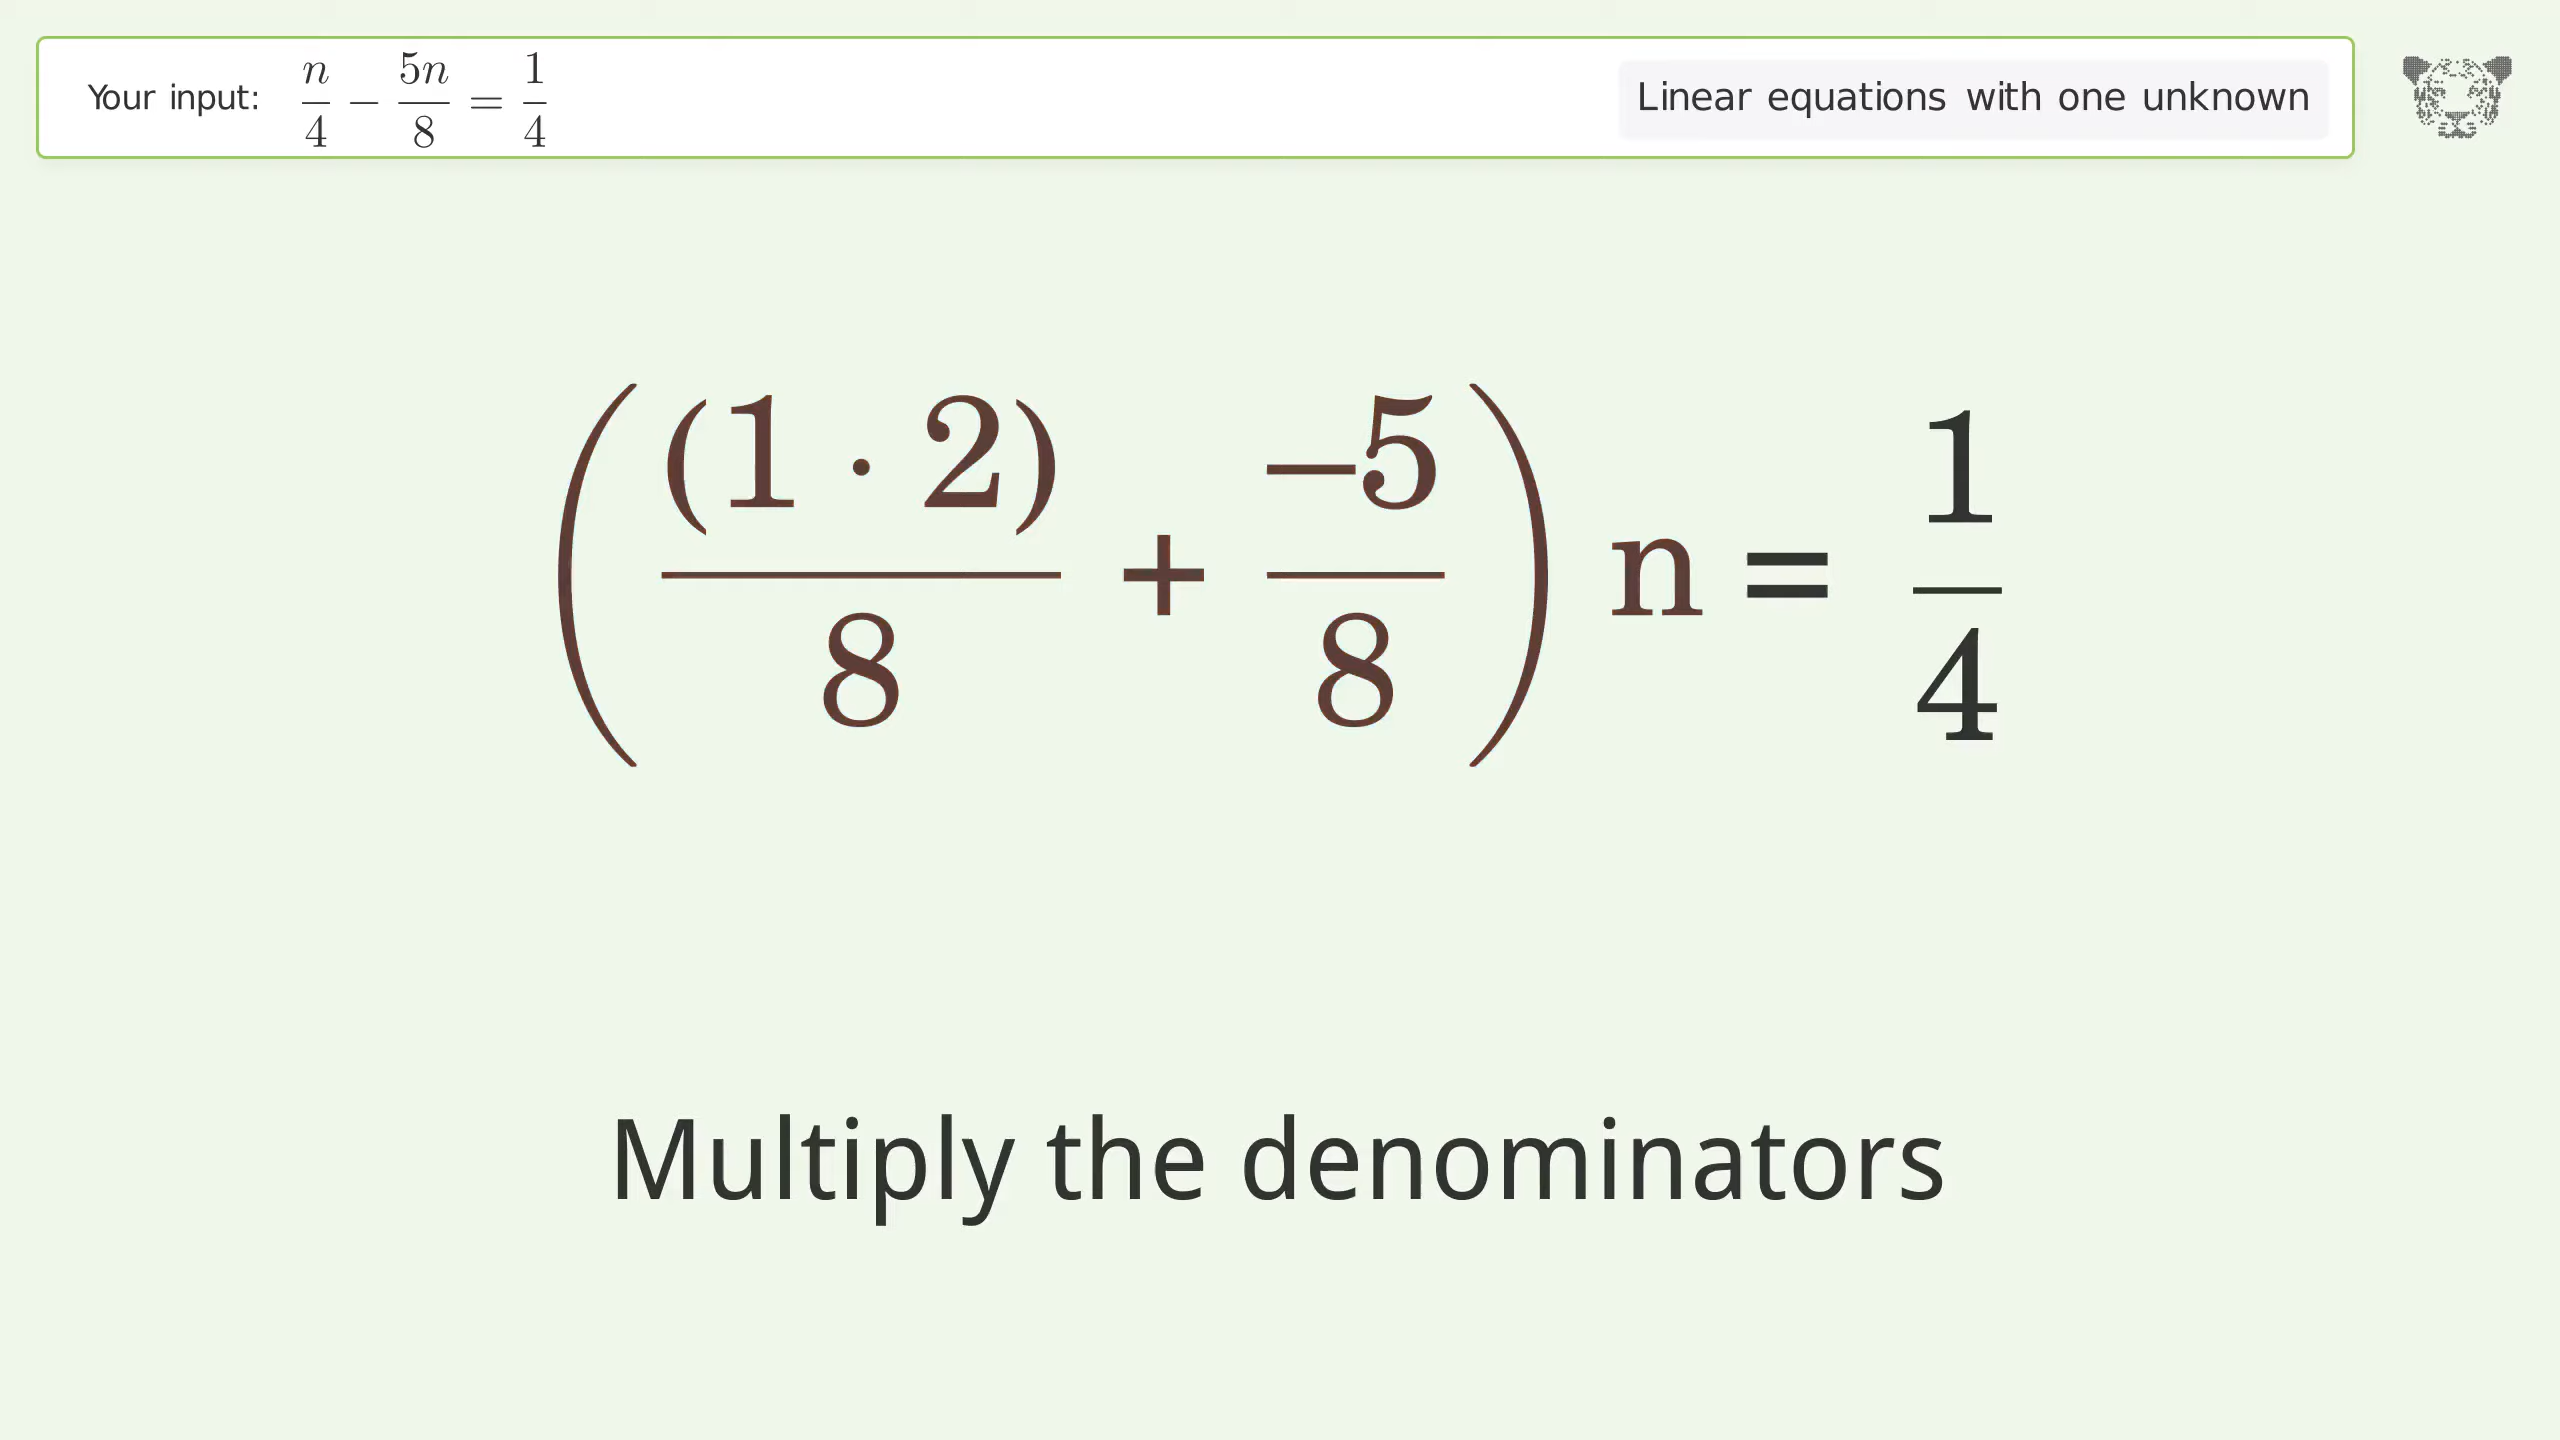 Your input: n/4 − 5n/8 = 1/4
Linear equations with one unknown
((1 · 2)/8 + −5/8) n = 1/4
Multiply the denominators